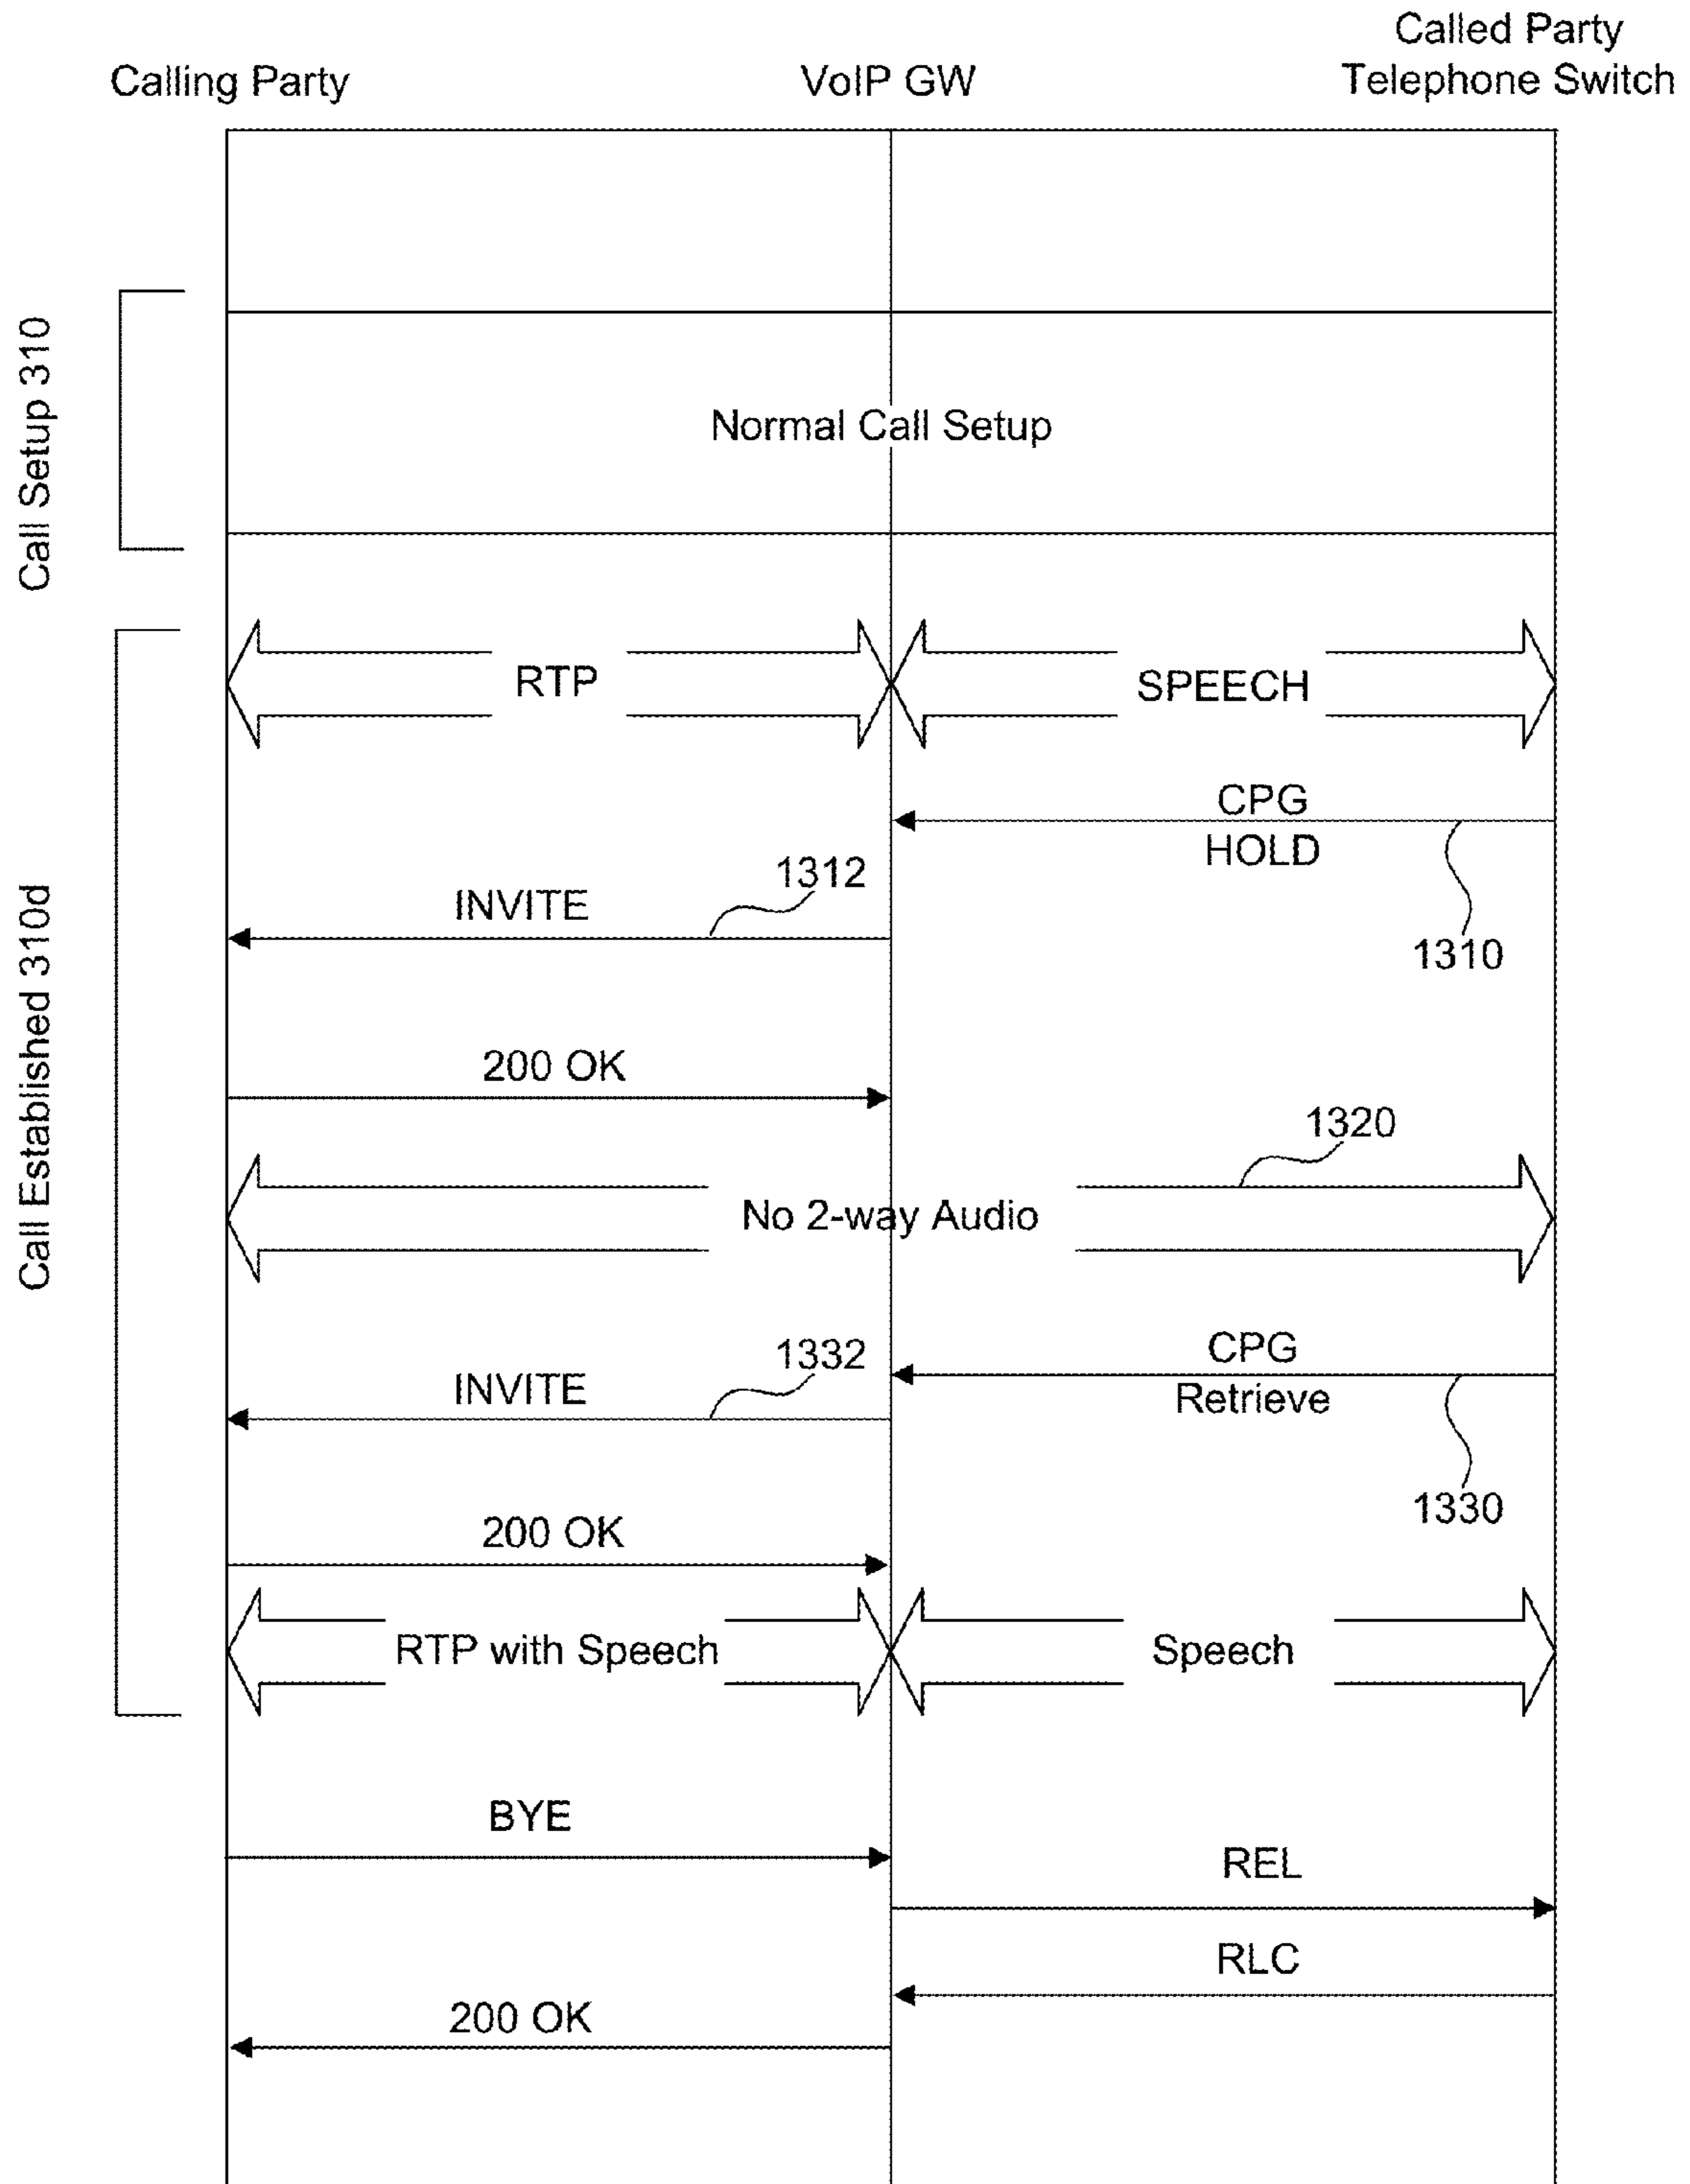 Called Party
Telephone Switch
Calling Party
VoIP GW
Call Setup 310
Normal Call Setup
Call Established 310d
RTP
SPEECH
CPG
HOLD
1310
1312
INVITE
200 OK
1320
No 2-way Audio
CPG
Retrieve
1330
1332
INVITE
200 OK
RTP with Speech
Speech
BYE
REL
RLC
200 OK